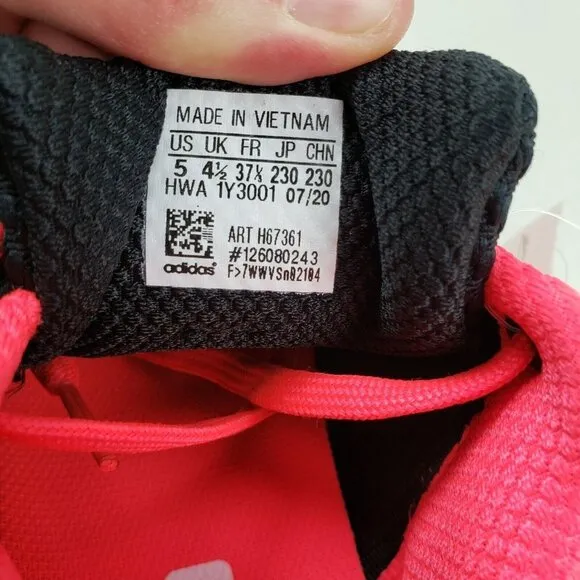 MADE IN VIETNAM
US UK FR JP CHN
5 4½ 37⅓ 230 230
HWA 1Y3001 07/20
ART H67361
#126080243
adidas F>7WWVSn02104